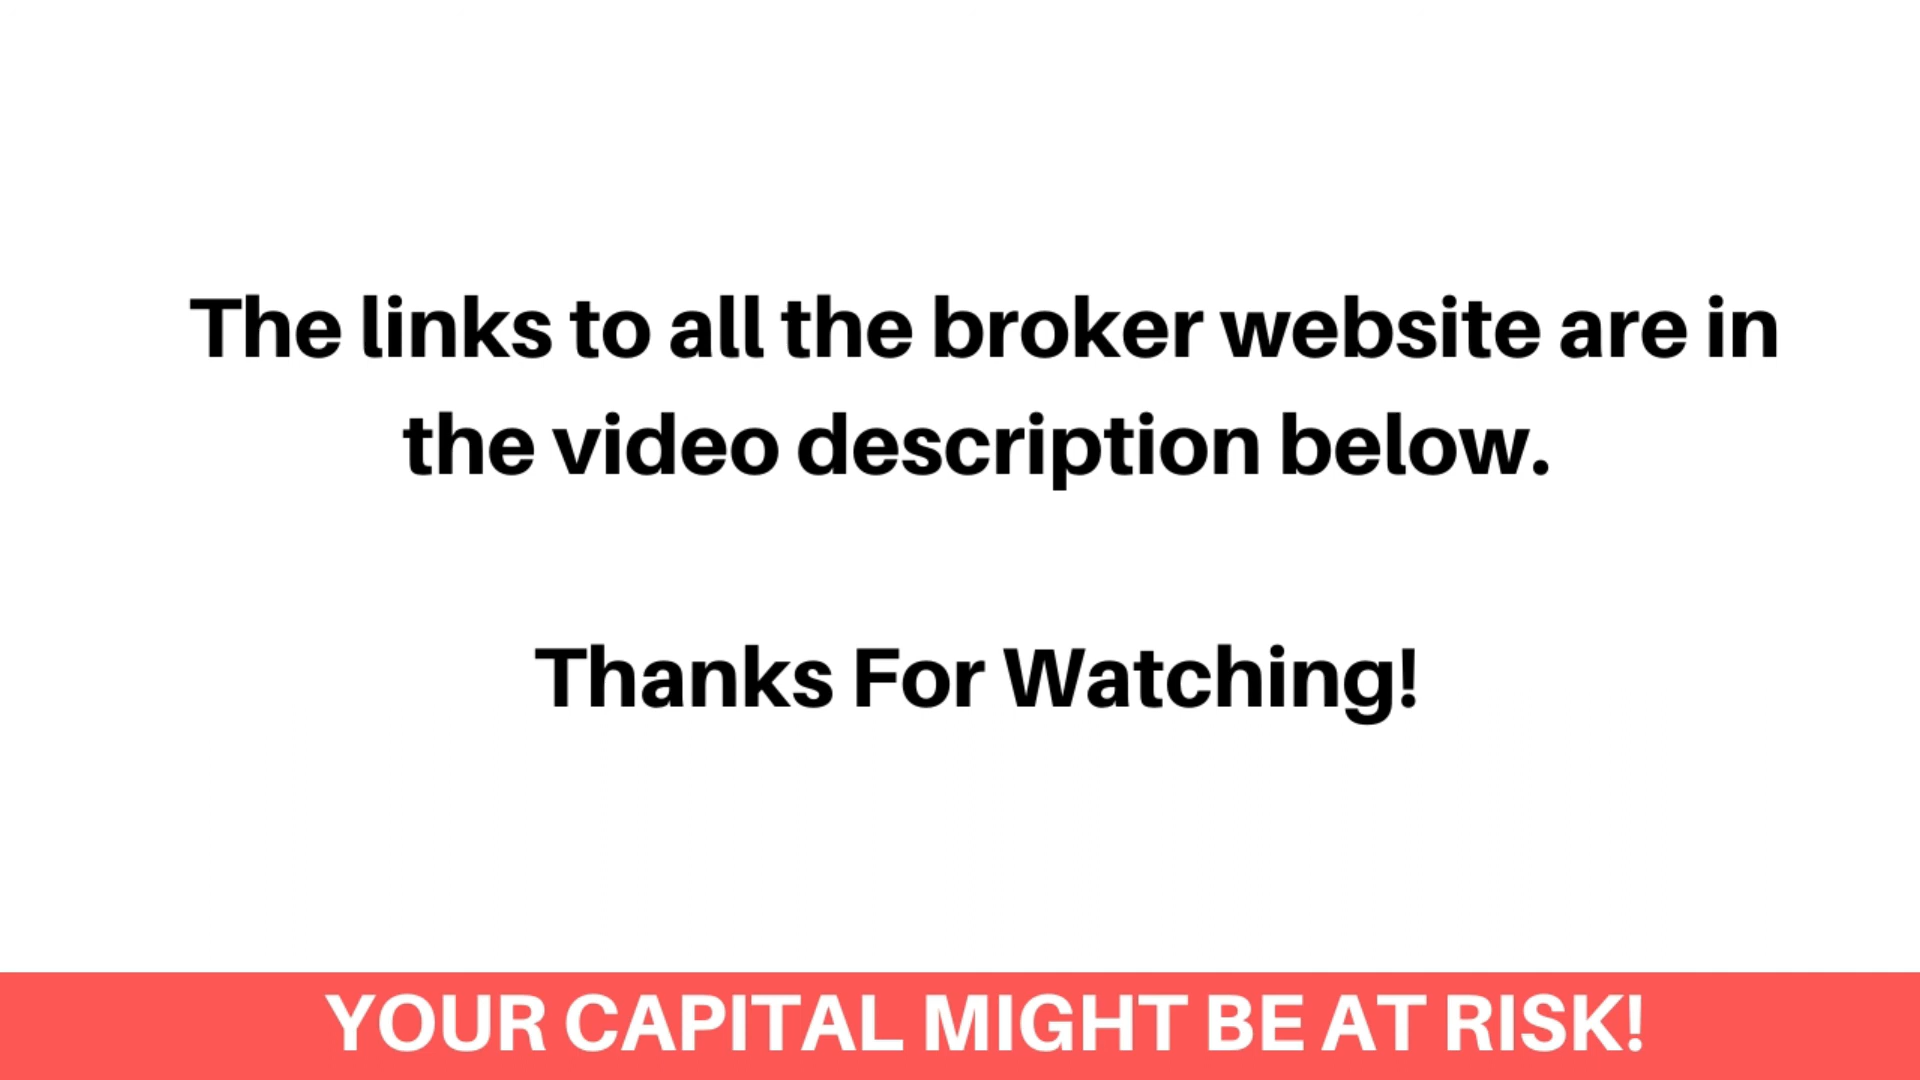 The links to all the broker website are in
the video description below.
Thanks For Watching!
YOUR CAPITAL MIGHT BE AT RISK!